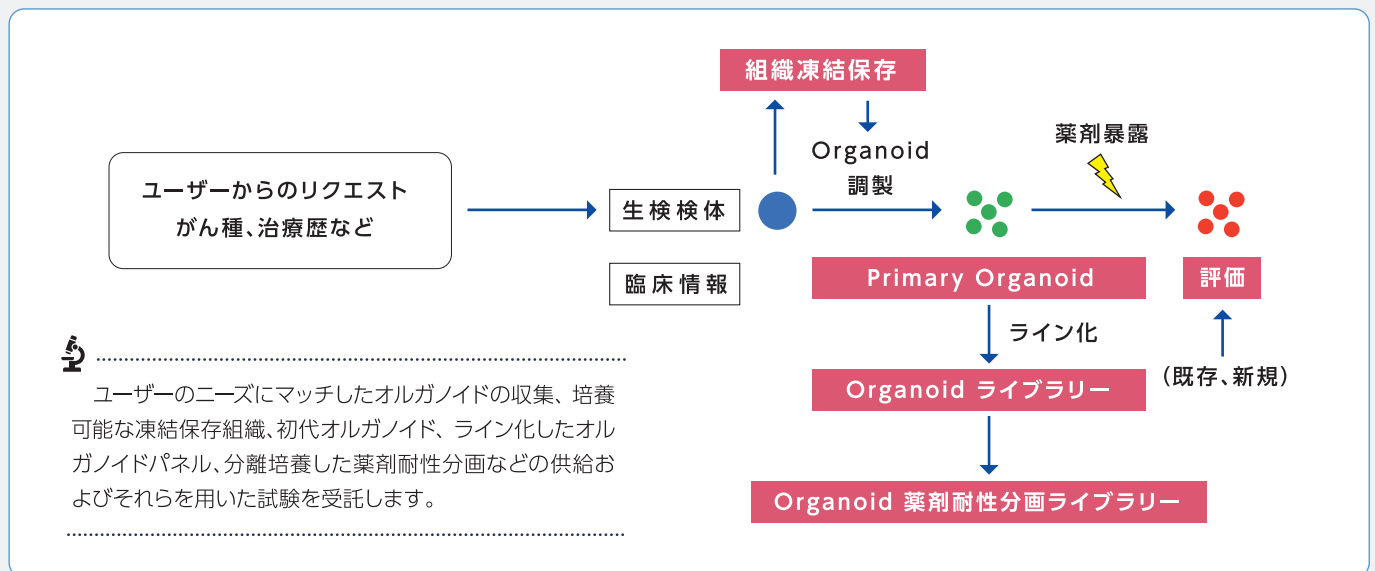 組織凍結保存
薬剤暴露
Organoid
調製
ユーザーからのリクエスト
がん種、治療歴など
生検検体
臨床情報
Primary Organoid
評価
ライン化
Organoid ライブラリー
(既存、新規)
Organoid 薬剤耐性分画ライブラリー
ユーザーのニーズにマッチしたオルガノイドの収集、培養
可能な凍結保存組織、初代オルガノイド、ライン化したオル
ガノイドパネル、分離培養した薬剤耐性分画などの供給お
よびそれらを用いた試験を受託します。